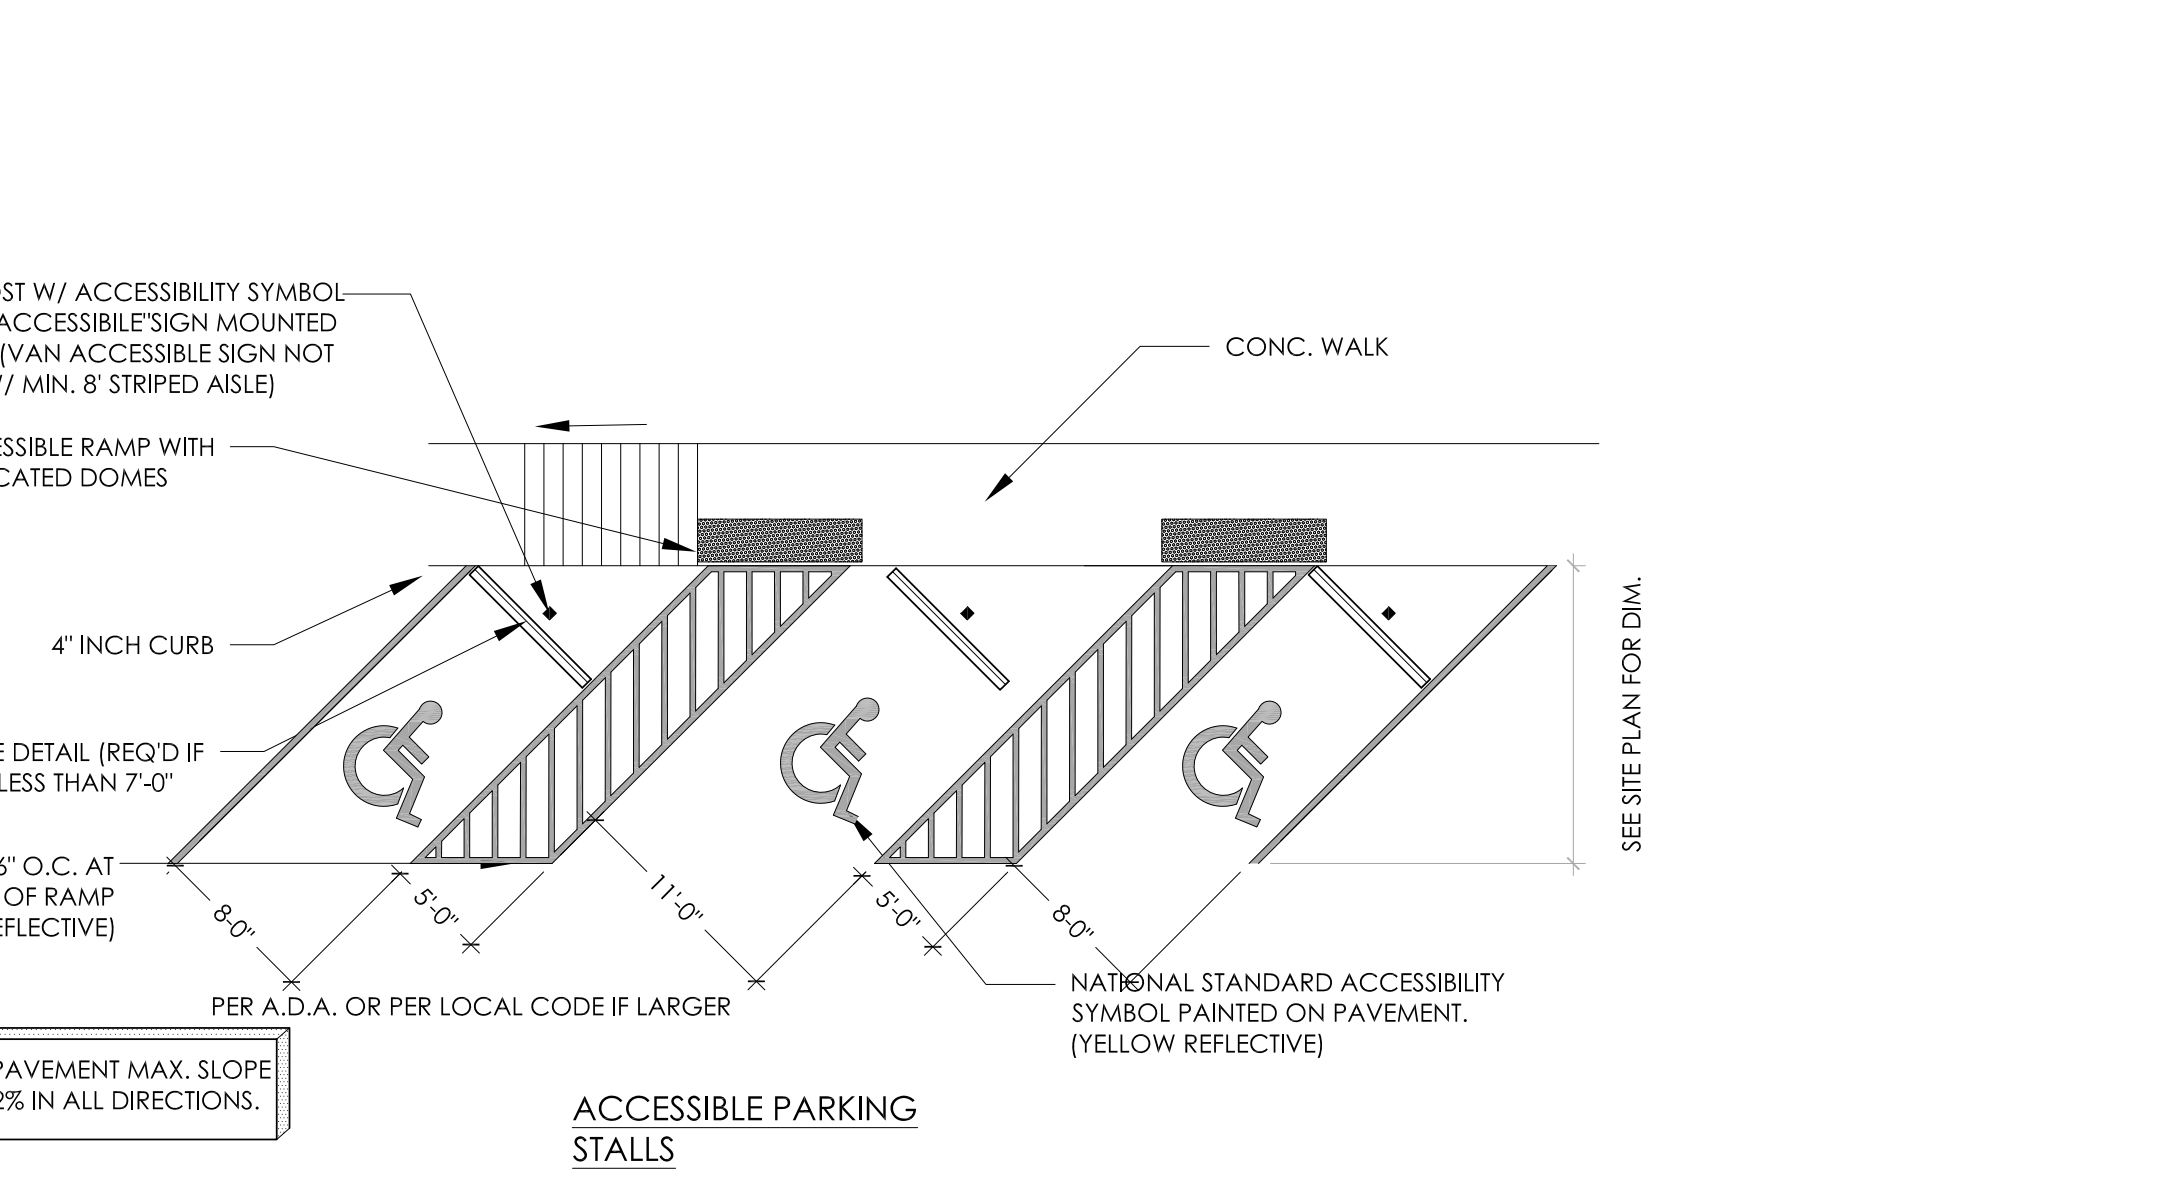 ST W/ ACCESSIBILITY SYMBOL
ACCESSIBILE"SIGN MOUNTED
(VAN ACCESSIBLE SIGN NOT
/ MIN. 8' STRIPED AISLE)
CONC. WALK
ESSIBLE RAMP WITH
CATED DOMES
4" INCH CURB
E DETAIL (REQ'D IF
LESS THAN 7'-0"
6" O.C. AT
OF RAMP
EFLECTIVE)
SEE SITE PLAN FOR DIM.
8-0"
5'-0"
11'-0"
5'-0"
8-0"
PER A.D.A. OR PER LOCAL CODE IF LARGER
NATIONAL STANDARD ACCESSIBILITY
SYMBOL PAINTED ON PAVEMENT.
(YELLOW REFLECTIVE)
PAVEMENT MAX. SLOPE
2% IN ALL DIRECTIONS.
ACCESSIBLE PARKING
STALLS